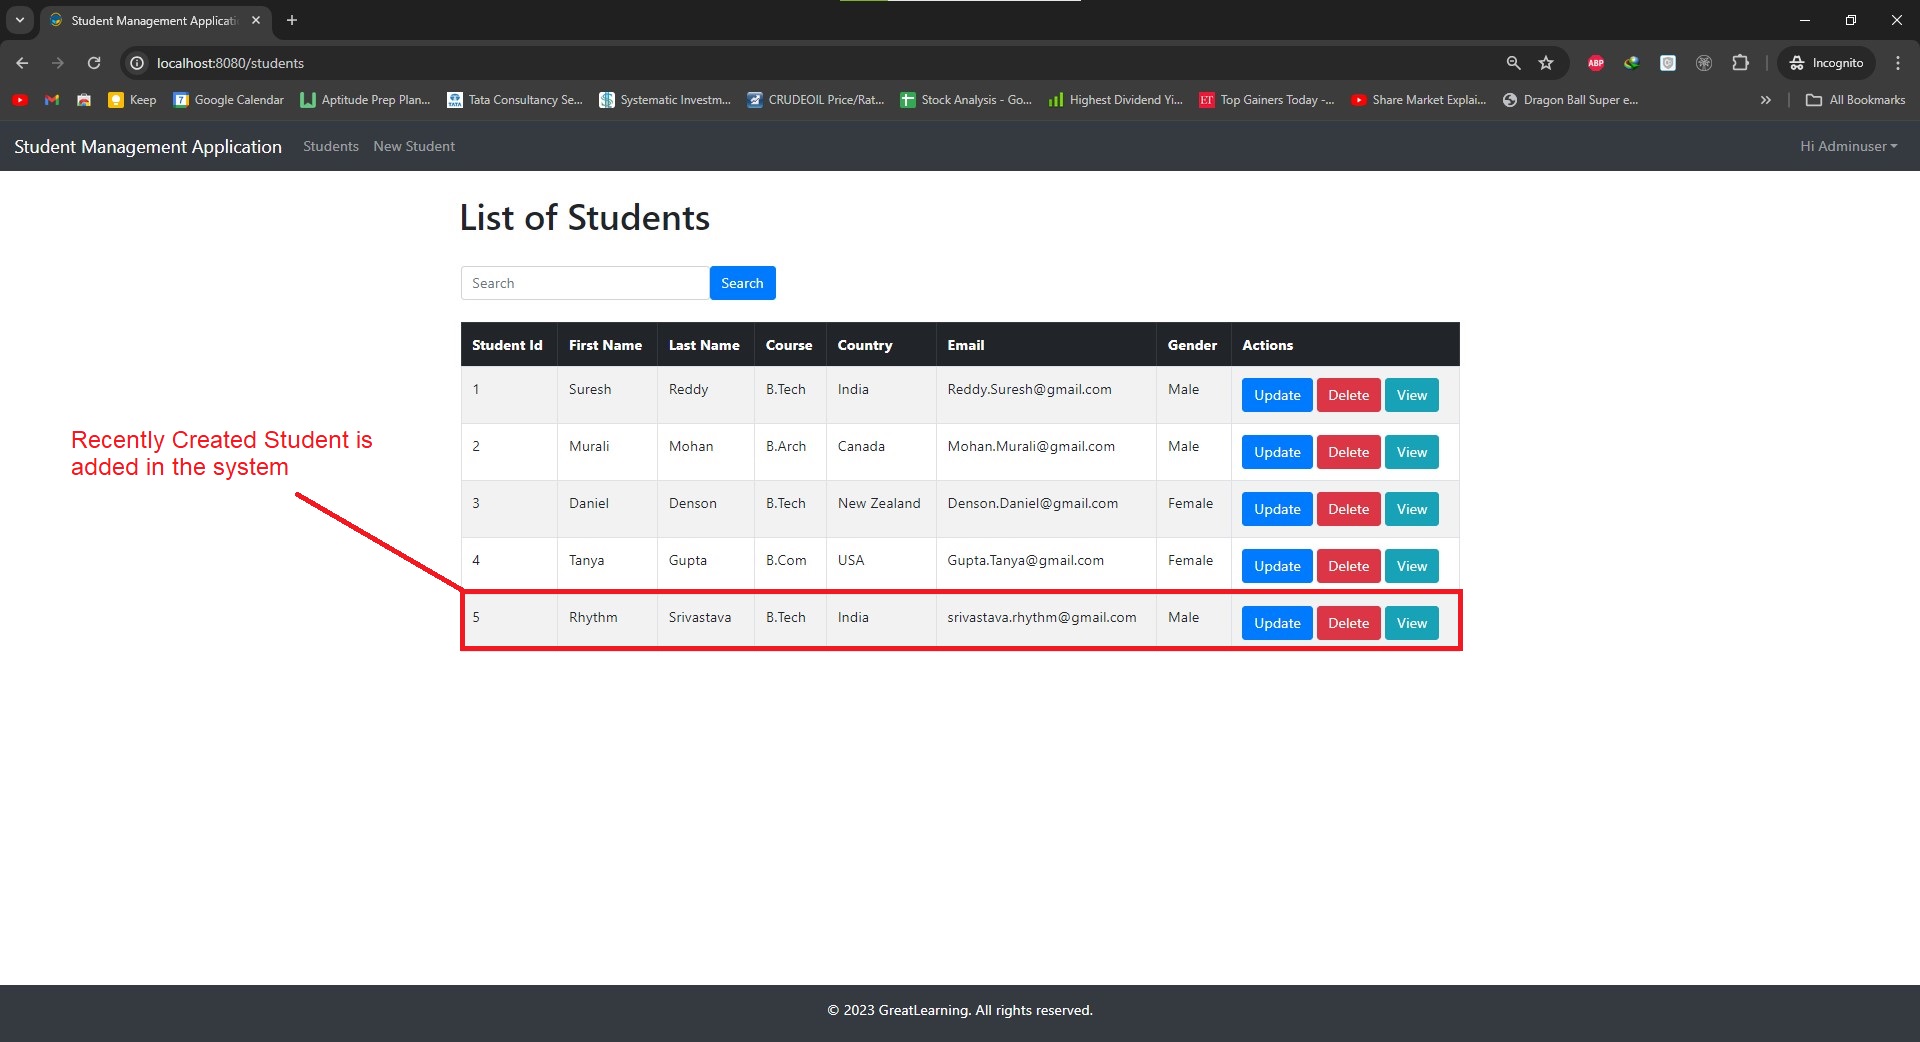 Student Management Applicati
localhost:8080/students
ABP
Incognito
Keep
7 Google Calendar
Aptitude Prep Plan...
TATA Tata Consultancy Se...
Systematic Investm...
CRUDEOIL Price/Rat...
Stock Analysis - Go...
Highest Dividend Yi...
ET Top Gainers Today -...
Share Market Explai...
Dragon Ball Super e...
All Bookmarks
Student Management Application Students New Student Hi Adminuser
List of Students
Search Search
Student Id First Name Last Name Course Country Email Gender Actions
1 Suresh Reddy B.Tech India Reddy.Suresh@gmail.com Male Update Delete View
Recently Created Student is
added in the system
2 Murali Mohan B.Arch Canada Mohan.Murali@gmail.com Male Update Delete View
3 Daniel Denson B.Tech New Zealand Denson.Daniel@gmail.com Female Update Delete View
4 Tanya Gupta B.Com USA Gupta.Tanya@gmail.com Female Update Delete View
5 Rhythm Srivastava B.Tech India srivastava.rhythm@gmail.com Male Update Delete View
© 2023 GreatLearning. All rights reserved.